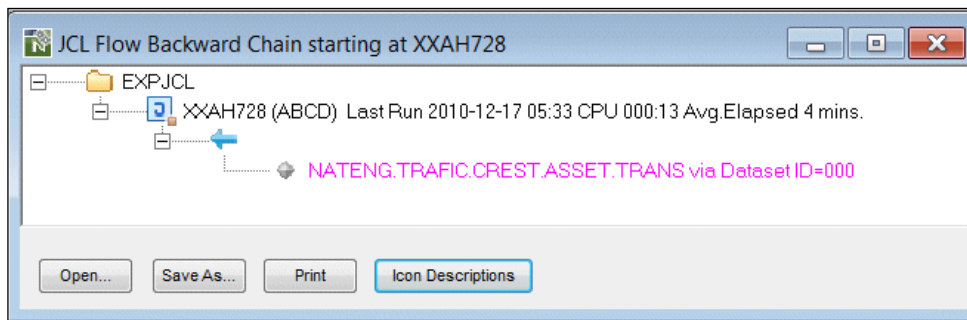 JCL Flow Backward Chain starting at XXAH728
EXPJCL
XXAH728 (ABCD) Last Run 2010-12-17 05:33 CPU 000:13 Avg.Elapsed 4 mins.
NATENG.TRAFIC.CREST.ASSET.TRANS via Dataset ID=000
Open... Save As... Print Icon Descriptions